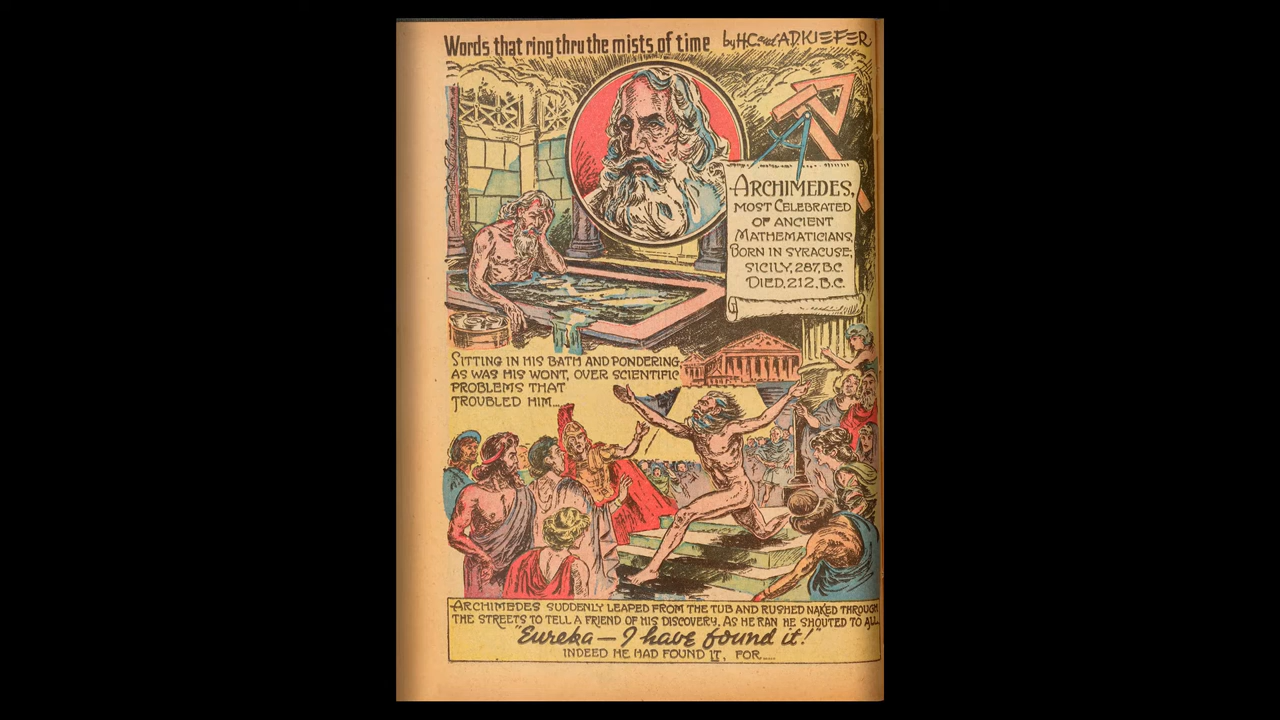 Words that ring thru the mists of time by H.C. and A.D. KIEFER
ARCHIMEDES,
MOST CELEBRATED
OF ANCIENT
MATHEMATICIANS,
BORN IN SYRACUSE,
SICILY, 287, B.C.
DIED, 212, B.C.
SITTING IN HIS BATH AND PONDERING,
AS WAS HIS WONT, OVER SCIENTIFIC
PROBLEMS THAT
TROUBLED HIM...
ARCHIMEDES SUDDENLY LEAPED FROM THE TUB AND RUSHED NAKED THROUGH
THE STREETS TO TELL A FRIEND OF HIS DISCOVERY. AS HE RAN HE SHOUTED TO ALL,
"Eureka — I have found it!"
INDEED HE HAD FOUND IT, FOR.....